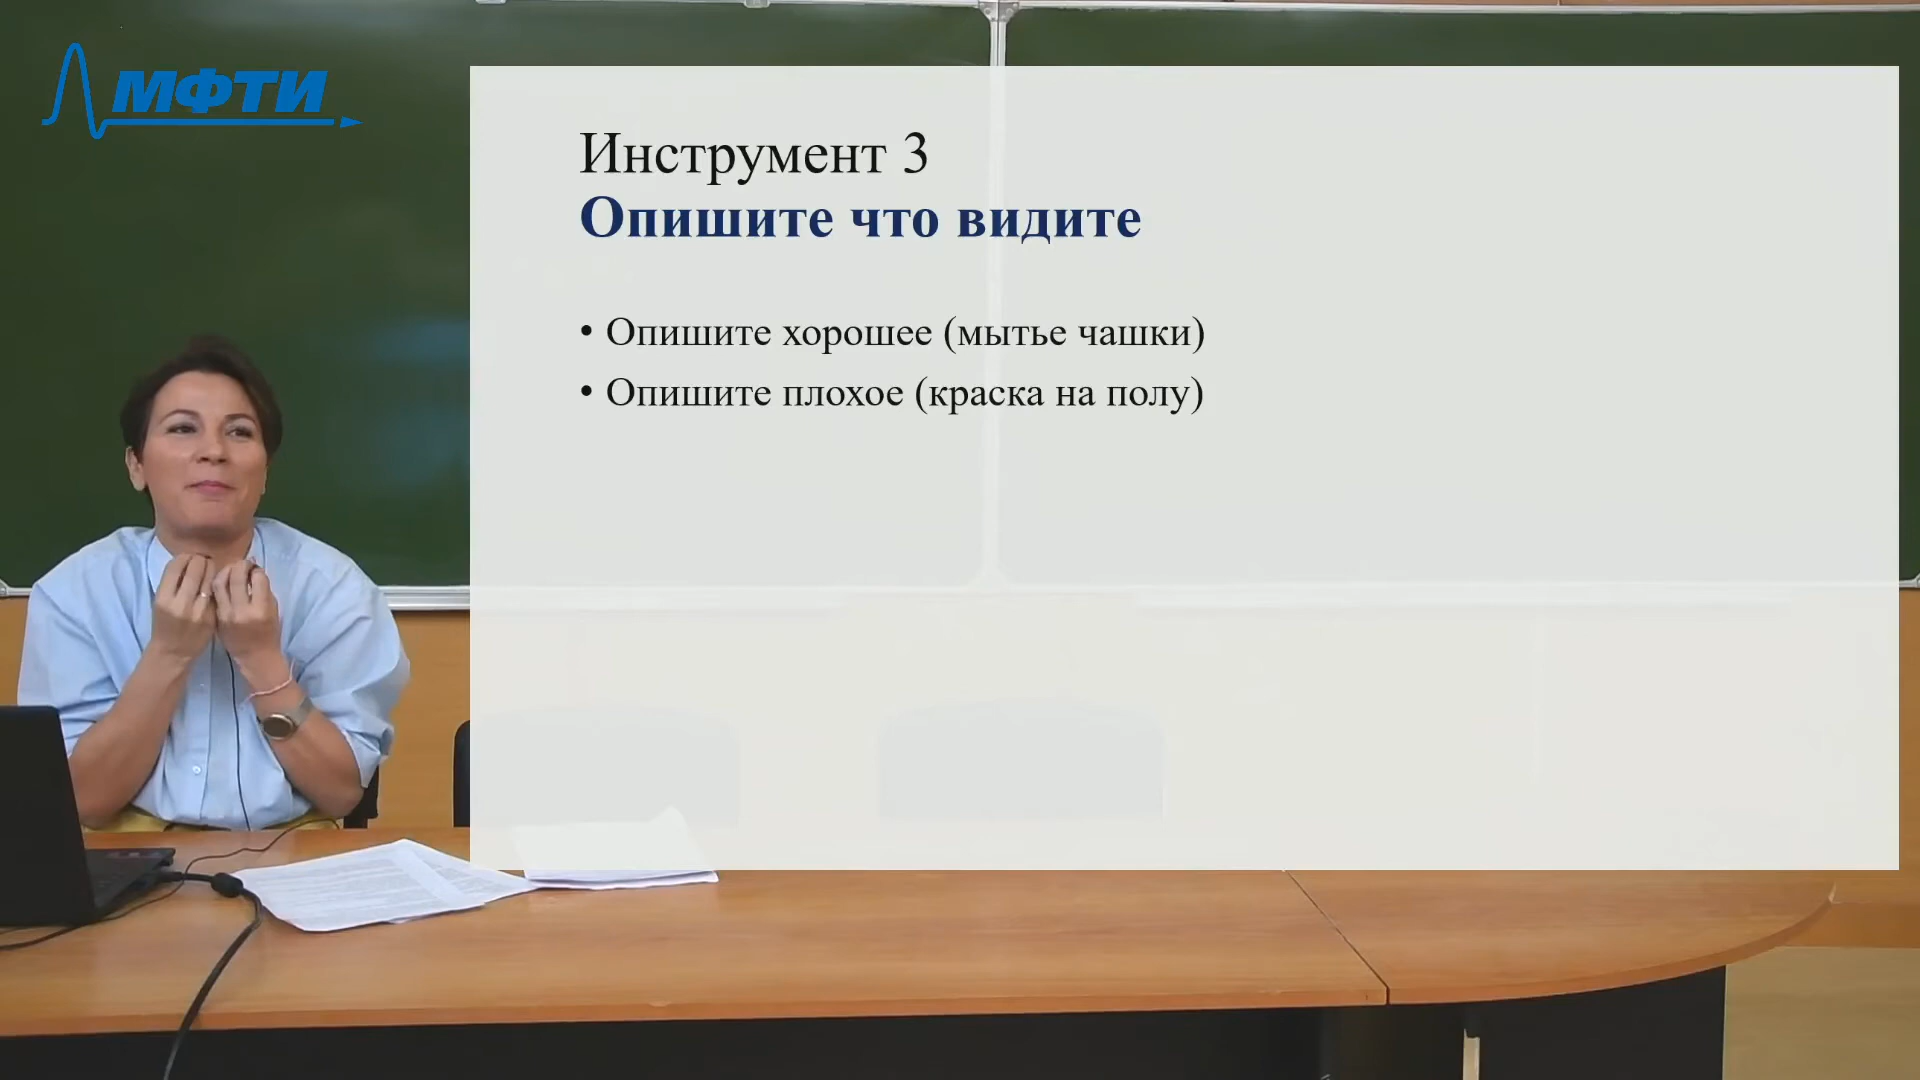 МФТИ
Инструмент 3
Опишите что видите
• Опишите хорошее (мытье чашки)
• Опишите плохое (краска на полу)